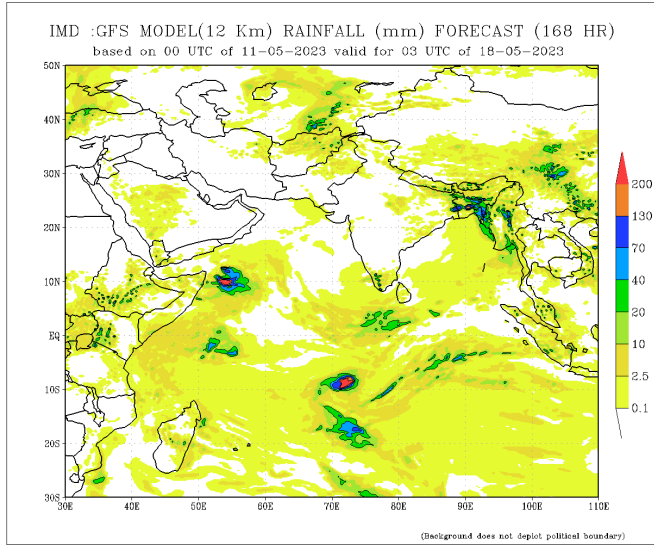 IMD :GFS MODEL(12 Km) RAINFALL (mm) FORECAST (168 HR)
based on 00 UTC of 11-05-2023 valid for 03 UTC of 18-05-2023
50N
40N
30N
20N
10N
EQ
10S
20S
30S
30E
40E
50E
60E
70E
80E
90E
100E
110E
200
130
70
40
20
10
2.5
0.1
(Background does not depict political boundary)